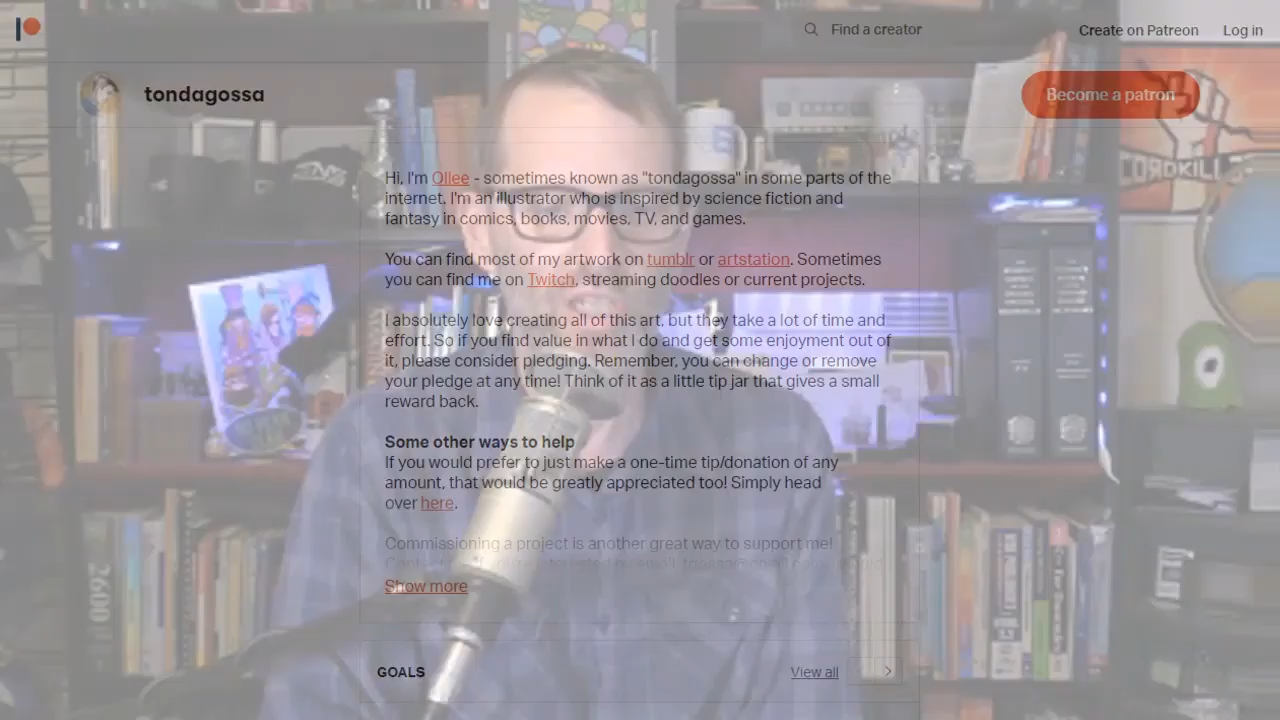 Find a creator
Create on Patreon
Log in
tondagossa
Become a patron
CORDKILLERS
Hi, I'm Ollee - sometimes known as "tondagossa" in some parts of the
internet. I'm an illustrator who is inspired by science fiction and
fantasy in comics, books, movies, TV, and games.
You can find most of my artwork on tumblr or artstation. Sometimes
you can find me on Twitch, streaming doodles or current projects.
I absolutely love creating all of this art, but they take a lot of time and
effort. So if you find value in what I do and get some enjoyment out of
it, please consider pledging. Remember, you can change or remove
your pledge at any time! Think of it as a little tip jar that gives a small
reward back.
Some other ways to help
If you would prefer to just make a one-time tip/donation of any
amount, that would be greatly appreciated too! Simply head
over here.
Commissioning a project is another great way to support me!
Show more
2600
GOALS
View all